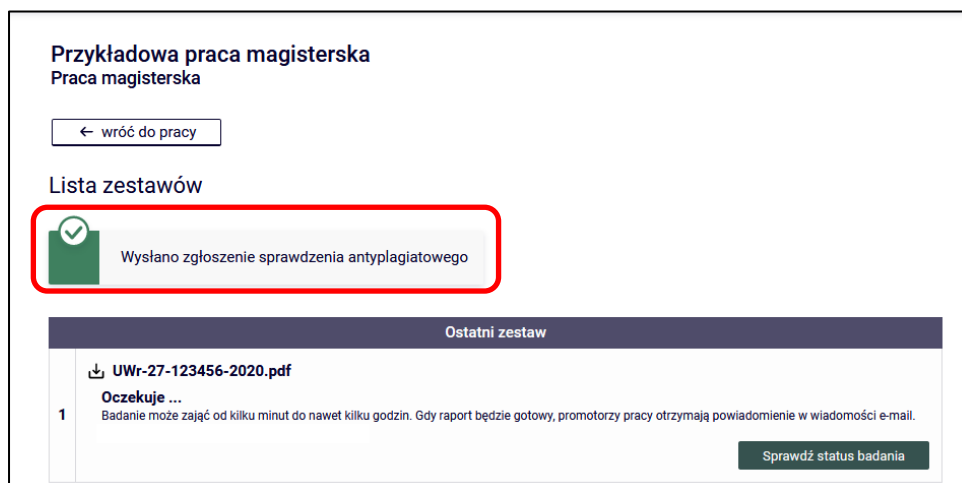 Przykładowa praca magisterska
Praca magisterska
← wróć do pracy
Lista zestawów
Wysłano zgłoszenie sprawdzenia antyplagiatowego
Ostatni zestaw
UWr-27-123456-2020.pdf
Oczekuje ...
1 Badanie może zająć od kilku minut do nawet kilku godzin. Gdy raport będzie gotowy, promotorzy pracy otrzymają powiadomienie w wiadomości e-mail.
Sprawdź status badania